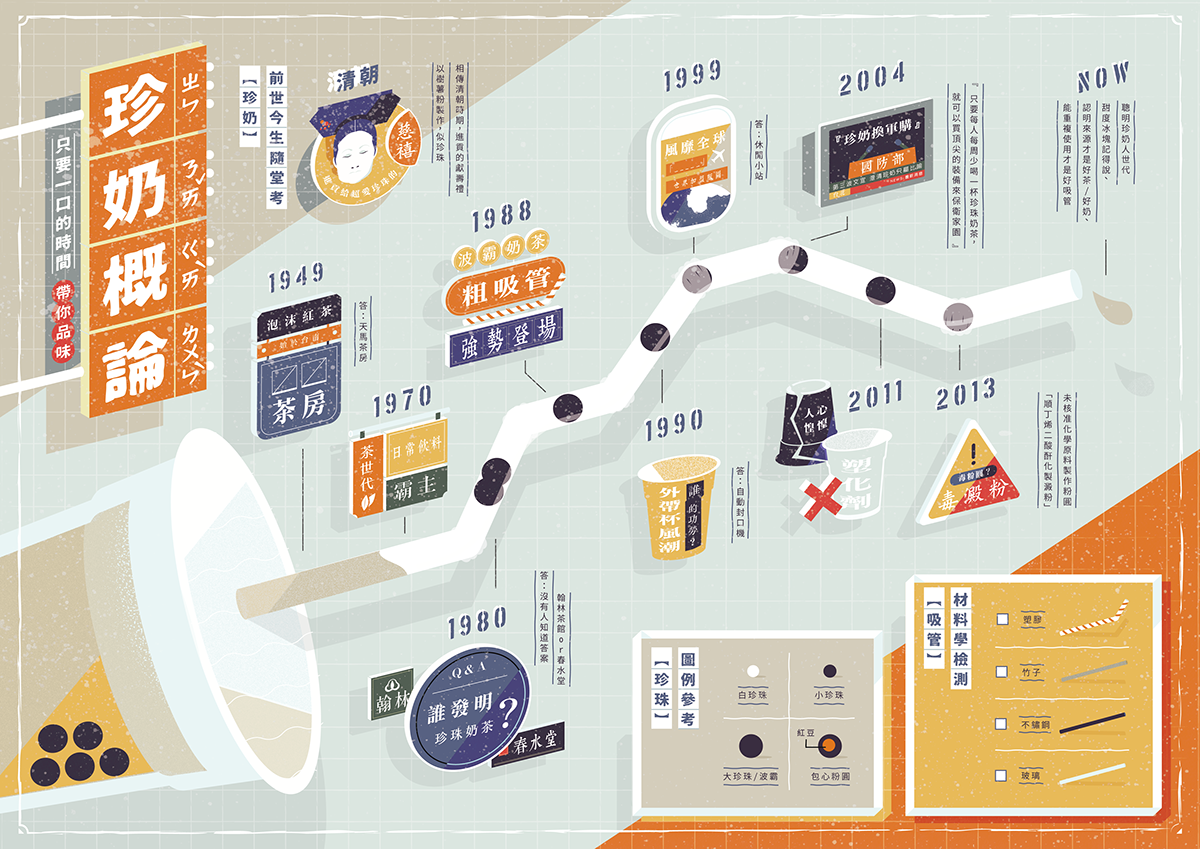 珍奶概論
ㄓㄣ
ㄋㄞˇ
ㄍㄞˋ
ㄌㄨㄣˋ
只要一口的時間
帶你品味
前世今生隨堂考
【珍奶】
清朝
慈禧
相傳清朝時期，進貢的獻壽禮
以樹薯粉製作，似珍珠
1949
泡沫紅茶
茶房
答：天馬茶房
1970
茶世代
日常飲料
霸主
1980
Q&A
誰發明
珍珠奶茶
?
翰林
春水堂
翰林茶館or春水堂
答：沒有人知道答案
1988
波霸奶茶
粗吸管
強勢登場
1990
誰的功勞？
外帶杯風潮
答：自動封口機
1999
風靡全球
答：休閒小站
2004
『珍奶換軍購』
國防部
『只要每人每周少喝一杯珍珠奶茶，
就可以買頂尖的裝備來保衛家園』
2011
人心惶惶
塑化劑
2013
!
毒粉圓？
毒澱粉
未核准化學原料製作粉圓
「順丁烯二酸酐化製澱粉」
NOW
聰明珍奶人世代
甜度冰塊記得說、
認明來源才是好茶／好奶、
能重複使用才是好吸管
圖例參考
【珍珠】
白珍珠
小珍珠
大珍珠/波霸
紅豆
包心粉圓
材料學檢測
【吸管】
塑膠
竹子
不鏽鋼
玻璃